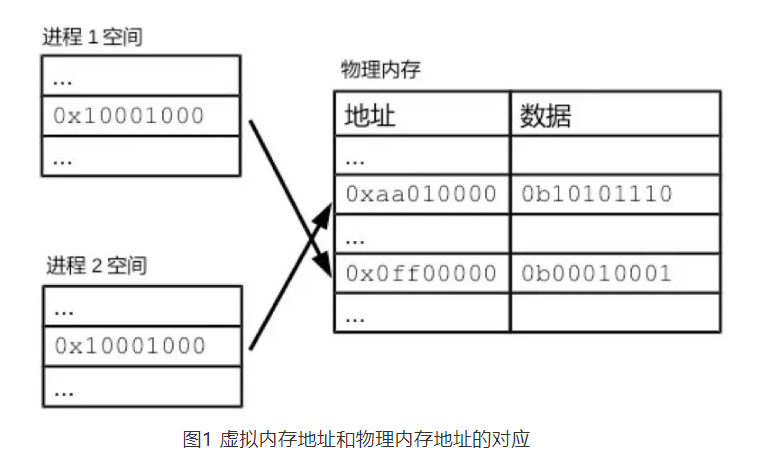 进程 1 空间
...
0x10001000
...
物理内存
地址 数据
...
0xaa010000 0b10101110
...
0x0ff00000 0b00010001
...
进程 2 空间
...
0x10001000
...
图1 虚拟内存地址和物理内存地址的对应